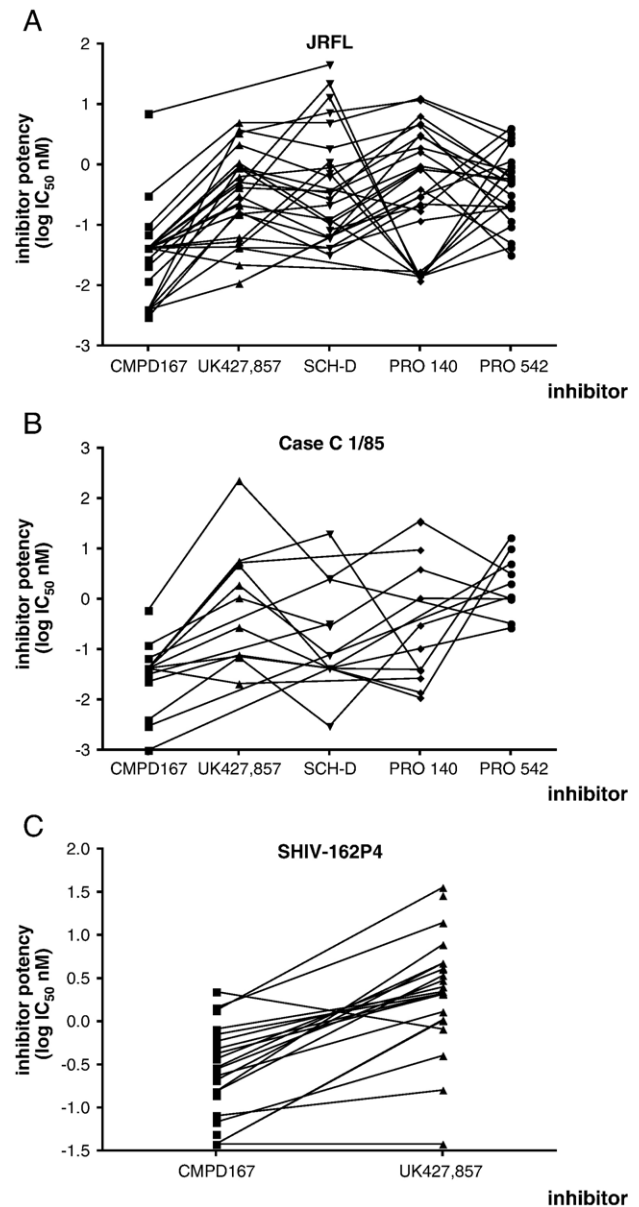 A
JRFL
inhibitor potency
(log IC50 nM)
2
1
0
-1
-2
-3
CMPD167 UK427,857 SCH-D PRO 140 PRO 542
inhibitor
B
Case C 1/85
inhibitor potency
(log IC50 nM)
3
2
1
0
-1
-2
-3
CMPD167 UK427,857 SCH-D PRO 140 PRO 542
inhibitor
C
SHIV-162P4
inhibitor potency
(log IC50 nM)
2.0
1.5
1.0
0.5
0.0
-0.5
-1.0
-1.5
CMPD167 UK427,857
inhibitor